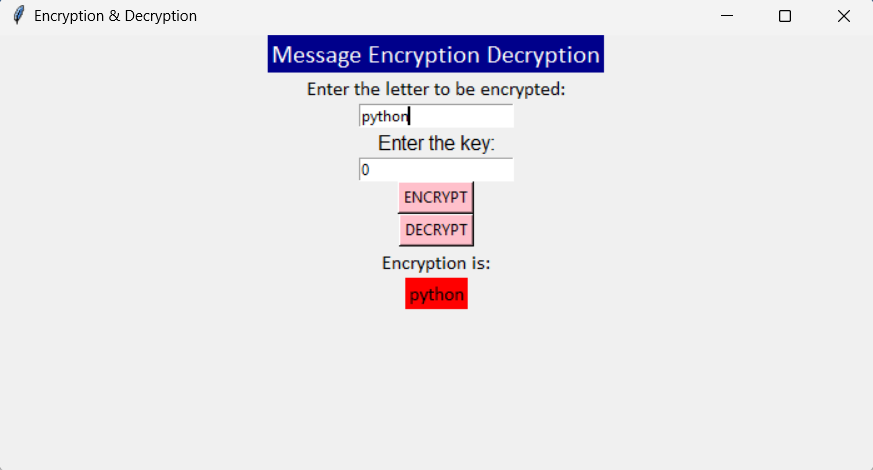 Encryption & Decryption
Message Encryption Decryption
Enter the letter to be encrypted:
python
Enter the key:
0
ENCRYPT
DECRYPT
Encryption is:
python